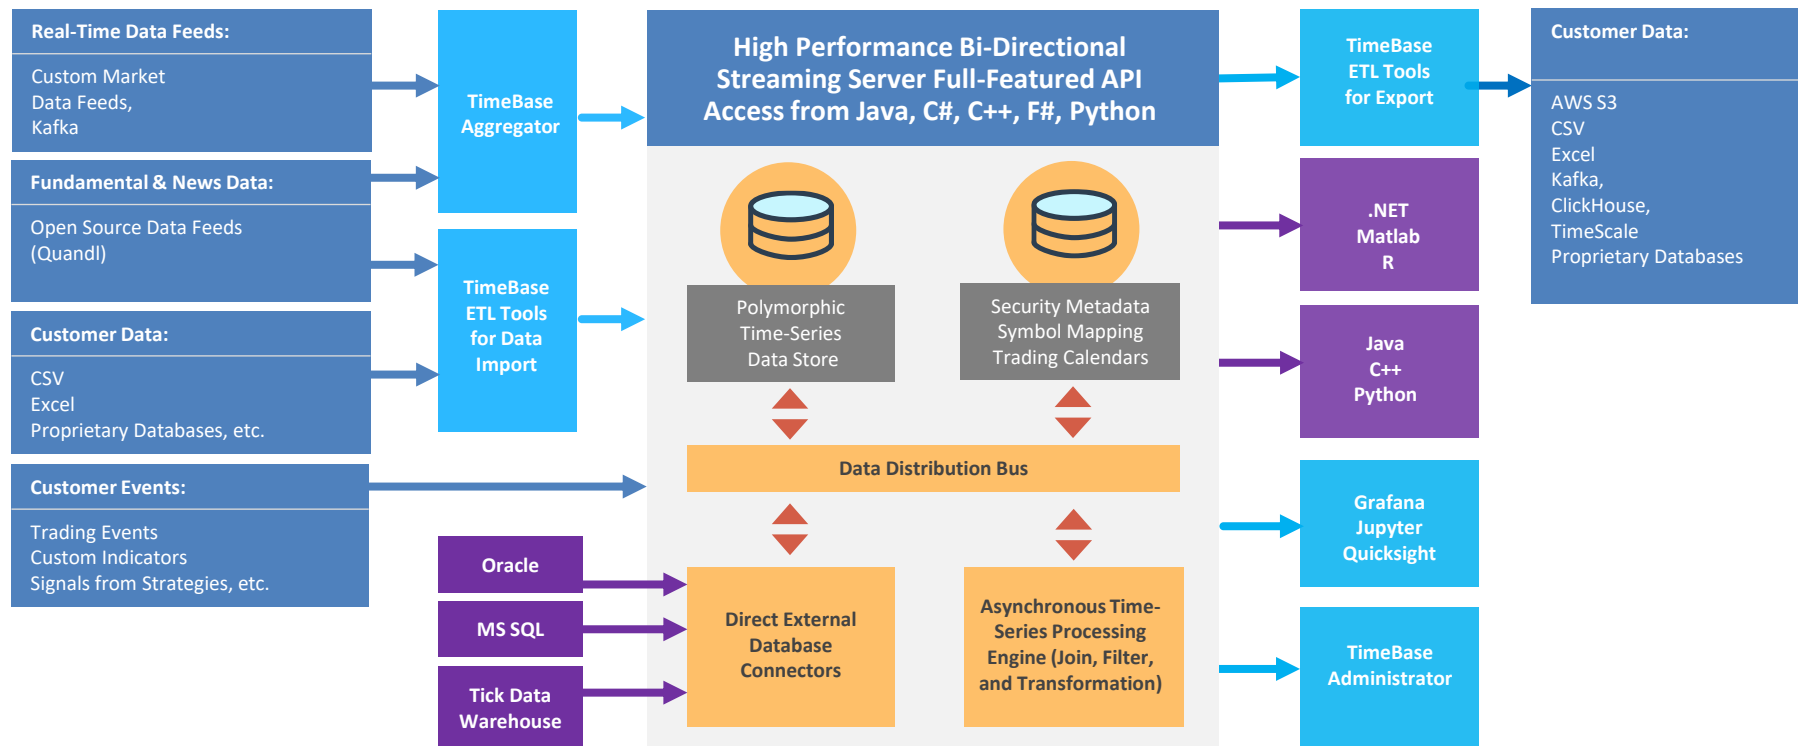 Real-Time Data Feeds:
Custom Market
Data Feeds,
Kafka
Fundamental & News Data:
Open Source Data Feeds
(Quandl)
Customer Data:
CSV
Excel
Proprietary Databases, etc.
Customer Events:
Trading Events
Custom Indicators
Signals from Strategies, etc.
TimeBase
Aggregator
TimeBase
ETL Tools
for Data
Import
Oracle
MS SQL
Tick Data
Warehouse
High Performance Bi-Directional
Streaming Server Full-Featured API
Access from Java, C#, C++, F#, Python
Polymorphic
Time-Series
Data Store
Security Metadata
Symbol Mapping
Trading Calendars
Data Distribution Bus
Direct External
Database
Connectors
Asynchronous Time-
Series Processing
Engine (Join, Filter,
and Transformation)
TimeBase
ETL Tools
for Export
.NET
Matlab
R
Java
C++
Python
Grafana
Jupyter
Quicksight
TimeBase
Administrator
Customer Data:
AWS S3
CSV
Excel
Kafka,
ClickHouse,
TimeScale
Proprietary Databases